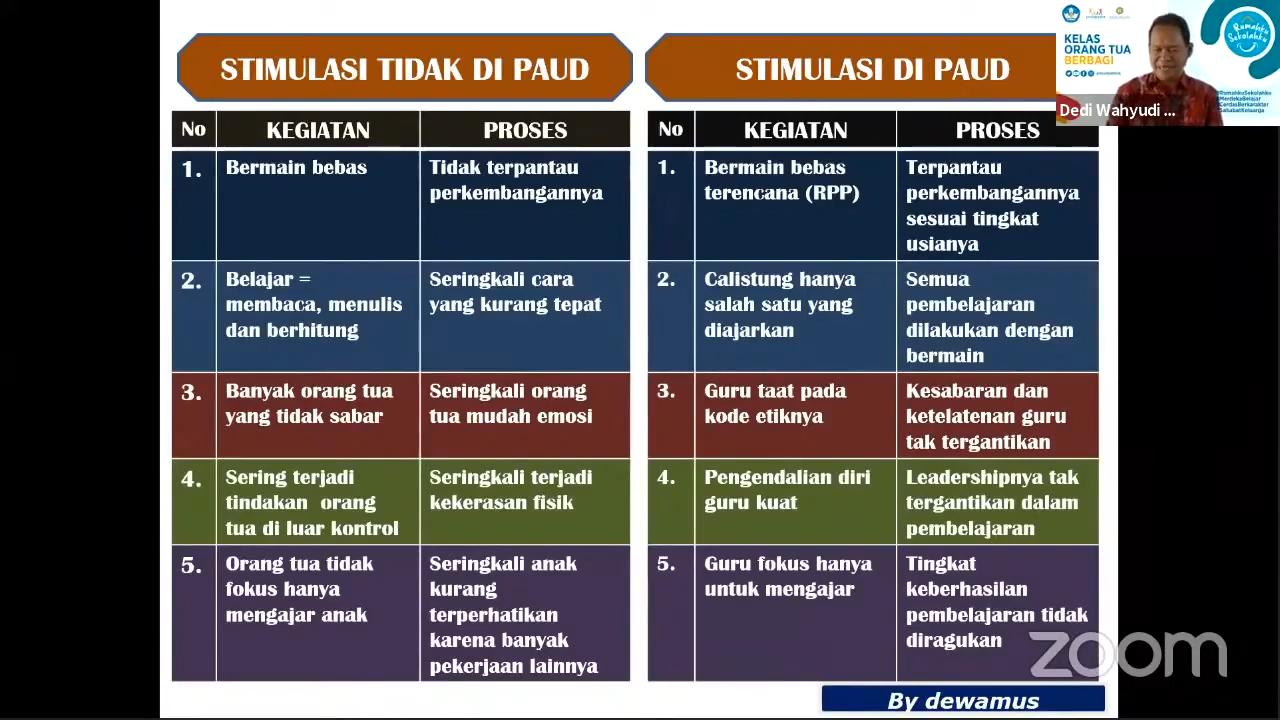 STIMULASI TIDAK DI PAUD
No KEGIATAN PROSES
1. Bermain bebas
Tidak terpantau
perkembangannya
2. Belajar =
membaca, menulis
dan berhitung
Seringkali cara
yang kurang tepat
3. Banyak orang tua
yang tidak sabar
Seringkali orang
tua mudah emosi
4. Sering terjadi
tindakan orang
tua di luar kontrol
Seringkali terjadi
kekerasan fisik
5. Orang tua tidak
fokus hanya
mengajar anak
Seringkali anak
kurang
terperhatikan
karena banyak
pekerjaan lainnya
STIMULASI DI PAUD
No KEGIATAN PROSES
1. Bermain bebas
terencana (RPP)
Terpantau
perkembangannya
sesuai tingkat
usianya
2. Calistung hanya
salah satu yang
diajarkan
Semua
pembelajaran
dilakukan dengan
bermain
3. Guru taat pada
kode etiknya
Kesabaran dan
ketelatenan guru
tak tergantikan
4. Pengendalian diri
guru kuat
Leadershipnya tak
tergantikan dalam
pembelajaran
5. Guru fokus hanya
untuk mengajar
Tingkat
keberhasilan
pembelajaran tidak
diragukan
By dewamus
KELAS
ORANG TUA
BERBAGI
Rumahku
Sekolahku
#RumahkuSekolahku
#MerdekaBelajar
#CerdasBerkarakter
#SahabatKeluarga
Dedi Wahyudi ...
zoom